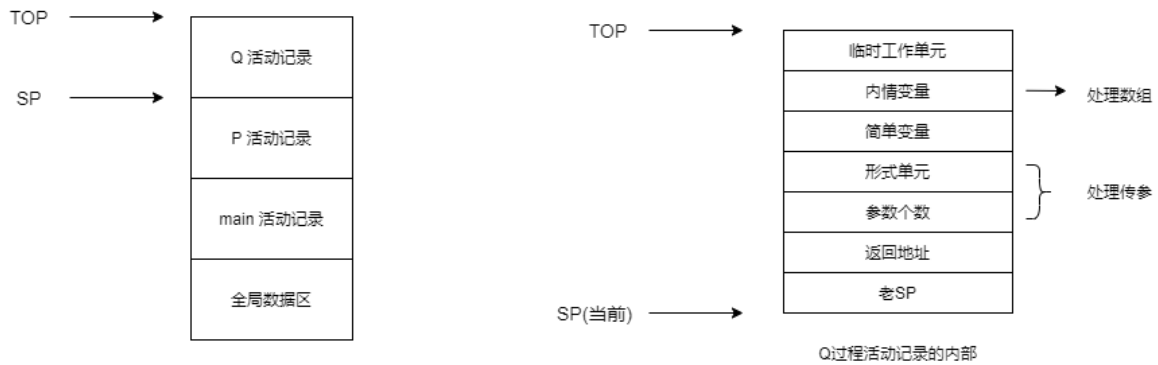 TOP
Q 活动记录
SP
P 活动记录
main 活动记录
全局数据区
TOP
临时工作单元
内情变量
处理数组
简单变量
形式单元
处理传参
参数个数
返回地址
老SP
SP(当前)
Q过程活动记录的内部